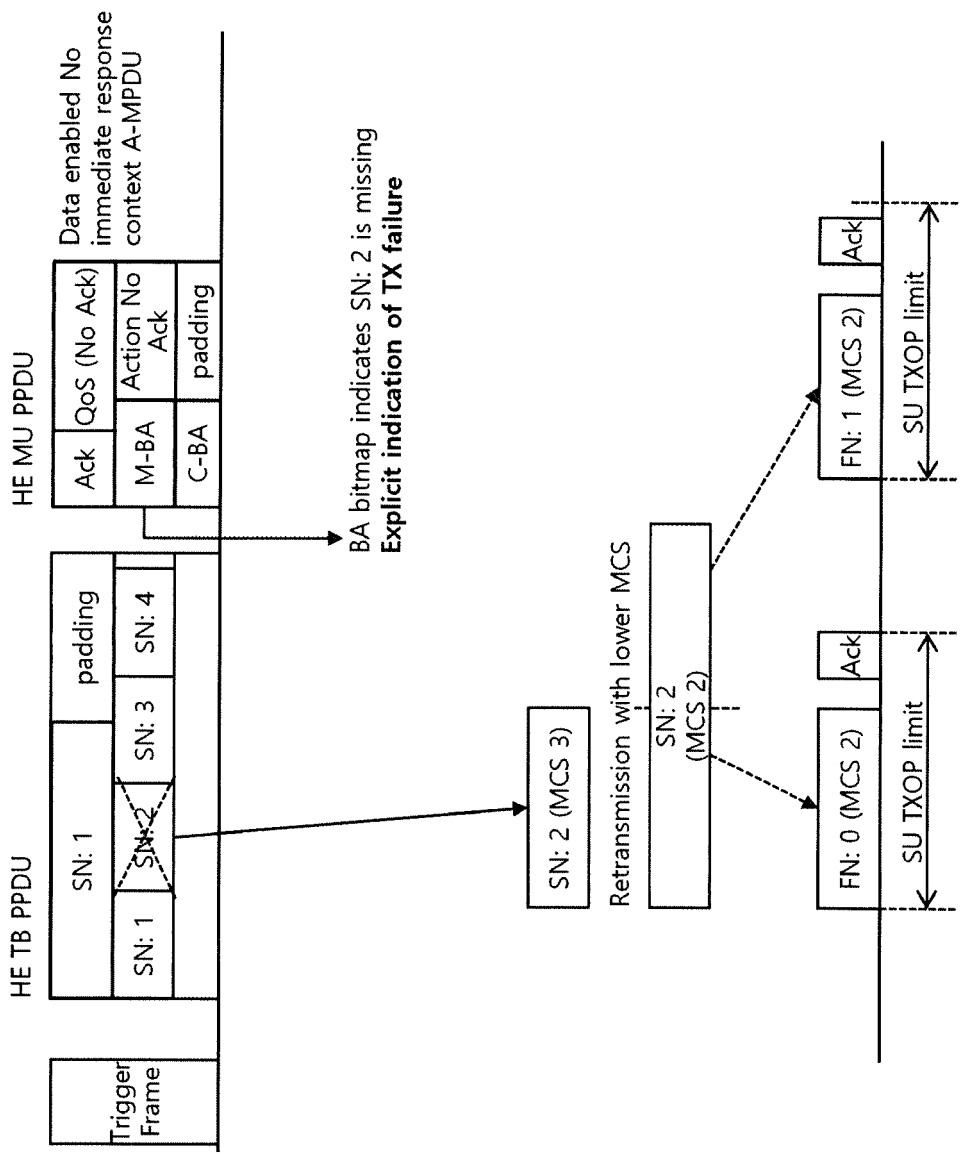 HE TB PPDU
HE MU PPDU
Trigger
Frame
SN: 1
padding
SN: 1
SN: 2
SN: 3
SN: 4
Ack
QoS (No Ack)
M-BA
Action No
Ack
C-BA
padding
Data enabled No
immediate response
context A-MPDU
BA bitmap indicates SN: 2 is missing
Explicit indication of TX failure
SN: 2 (MCS 3)
Retransmission with lower MCS
SN: 2
(MCS 2)
FN: 0 (MCS 2)
Ack
FN: 1 (MCS 2)
Ack
SU TXOP limit
SU TXOP limit